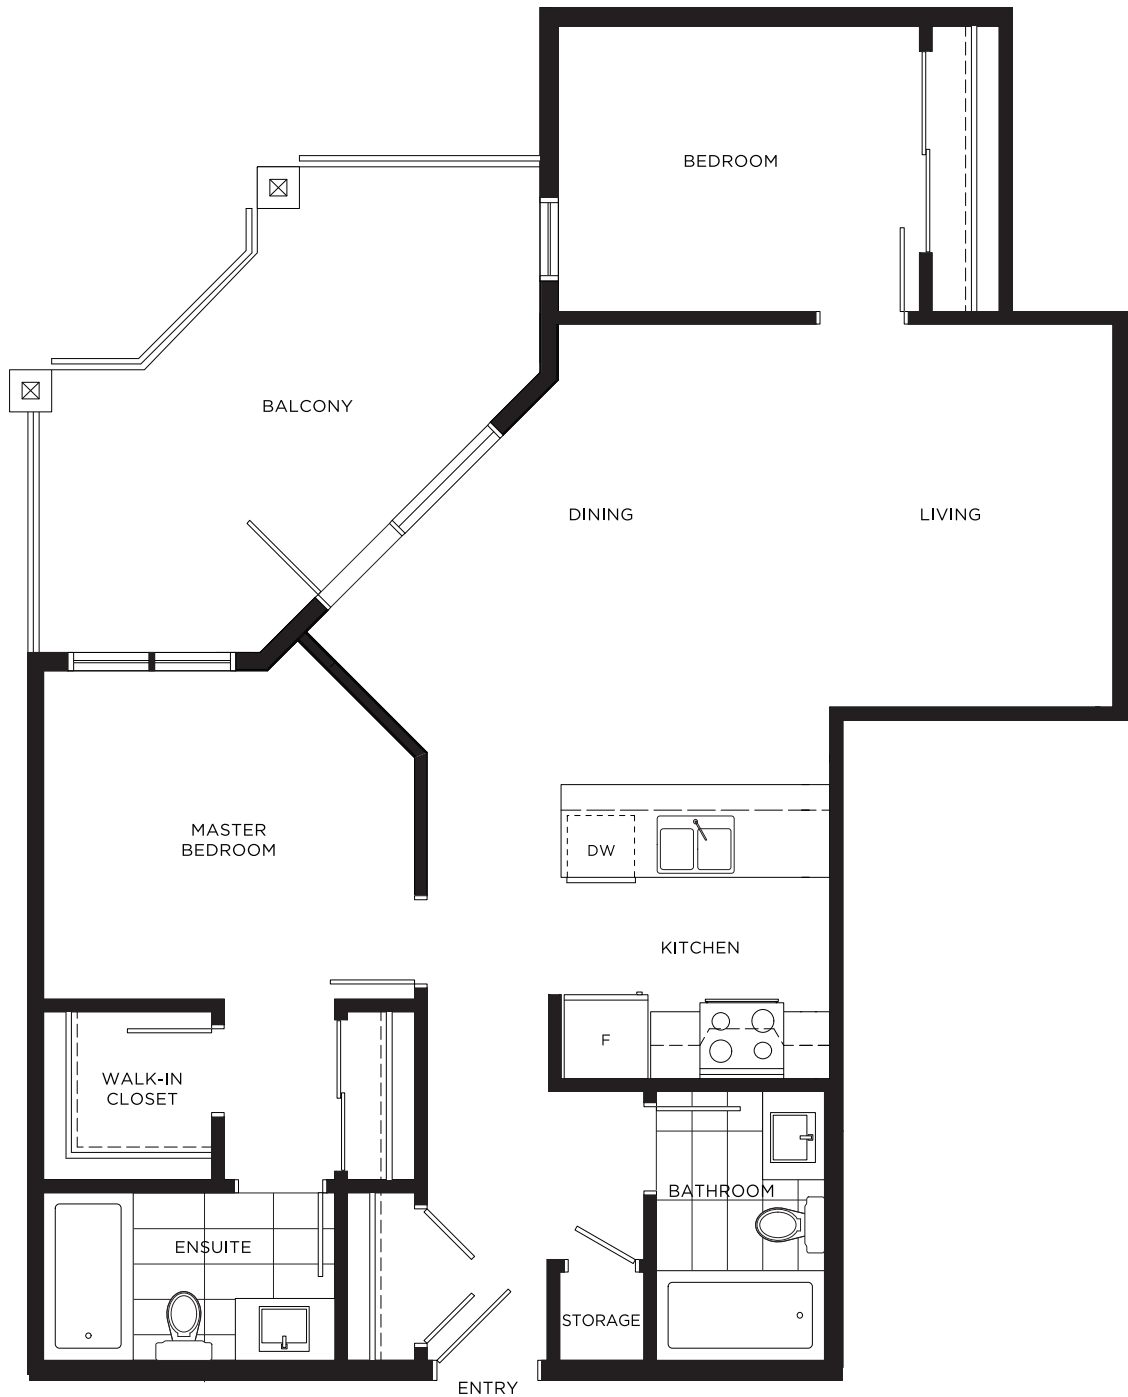 BEDROOM
BALCONY
DINING
LIVING
MASTER
BEDROOM
DW
KITCHEN
F
WALK-IN
CLOSET
BATHROOM
ENSUITE
STORAGE
ENTRY